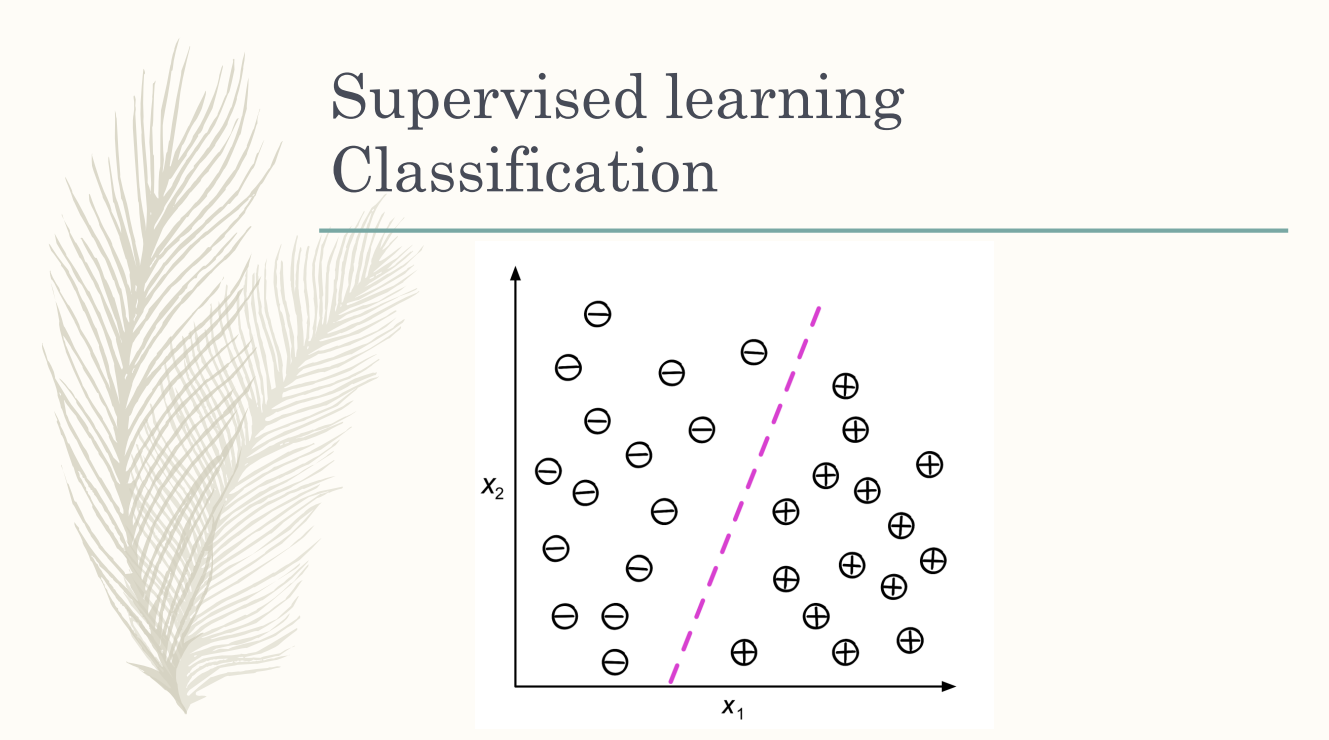 Supervised learning
Classification
x₂
x₁